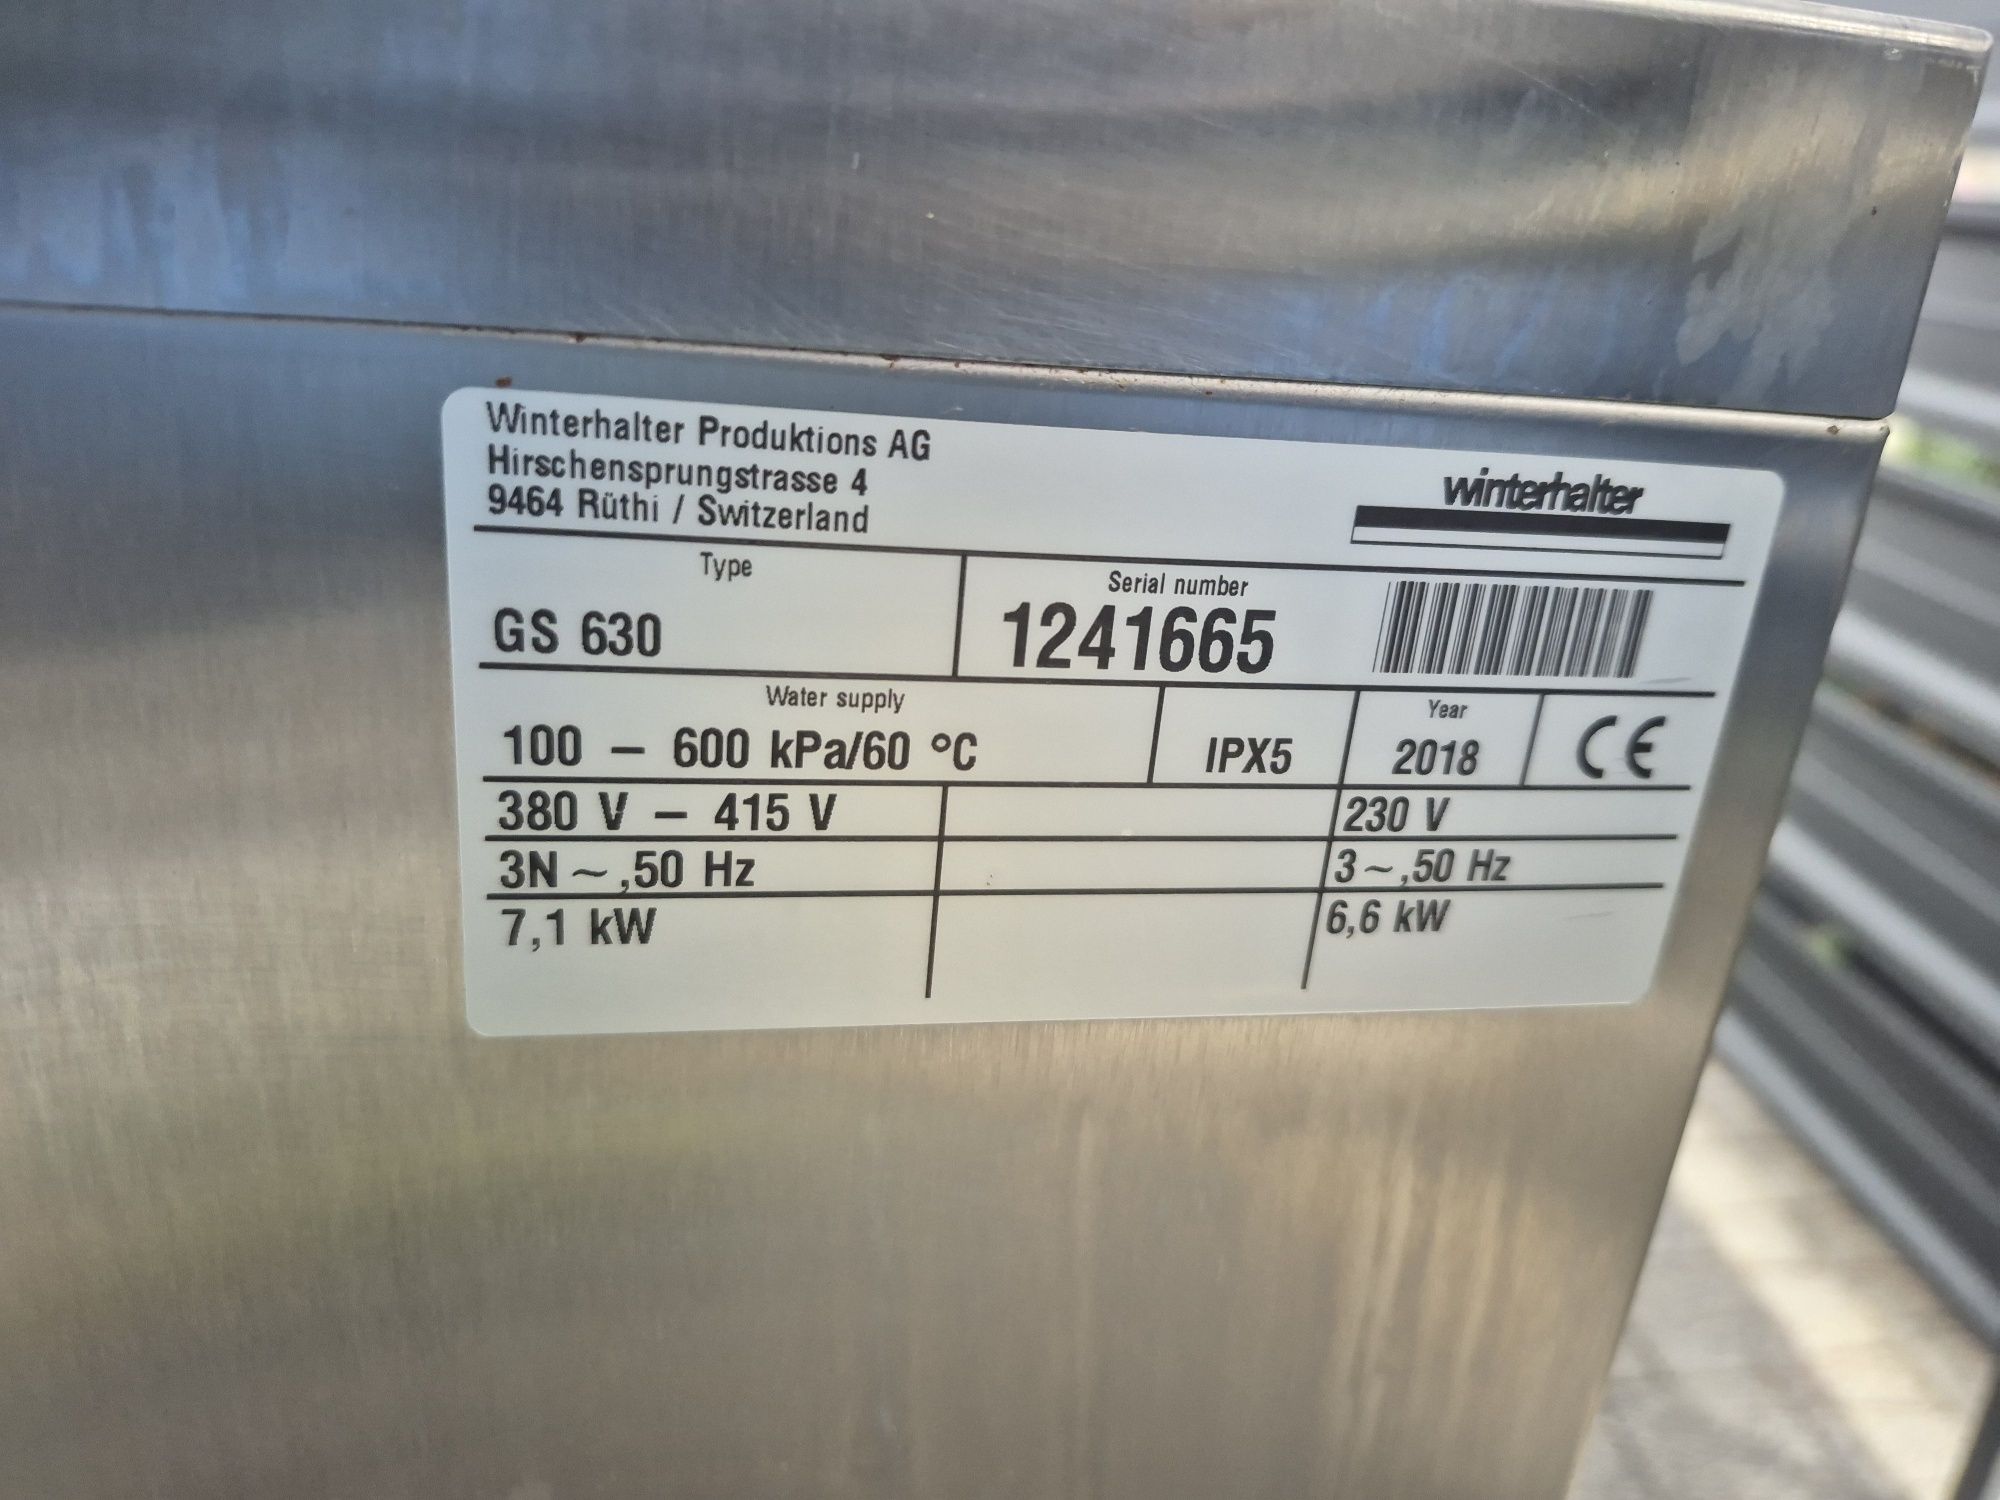 Winterhalter Produktions AG
Hirschensprungstrasse 4
9464 Rüthi / Switzerland
winterhalter
Type
GS 630
Serial number
1241665
Water supply
100 – 600 kPa/60 °C
IPX5
Year
2018
CE
380 V – 415 V
230 V
3N ~ ,50 Hz
3 ~ ,50 Hz
7,1 kW
6,6 kW